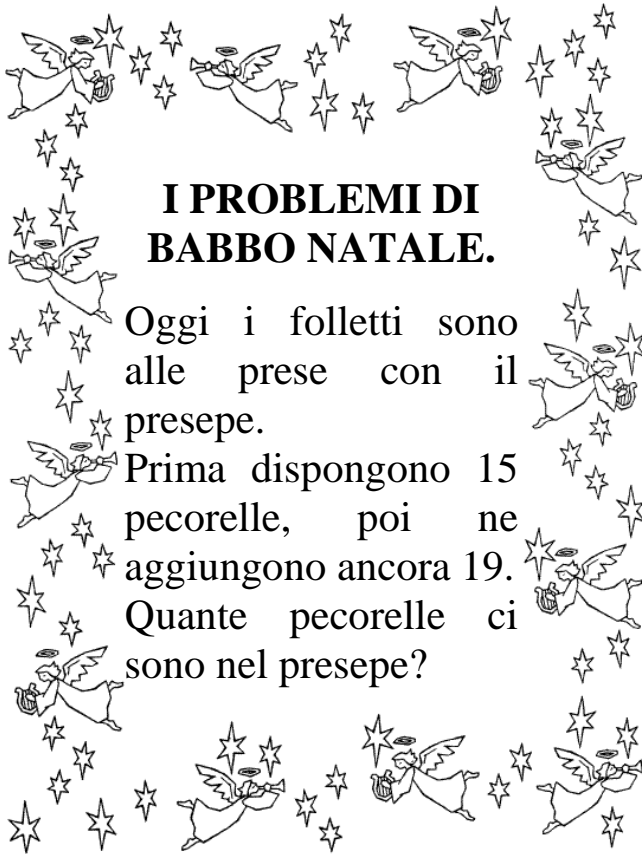 I PROBLEMI DI
BABBO NATALE.
Oggi i folletti sono
alle prese con il
presepe.
Prima dispongono 15
pecorelle, poi ne
aggiungono ancora 19.
Quante pecorelle ci
sono nel presepe?